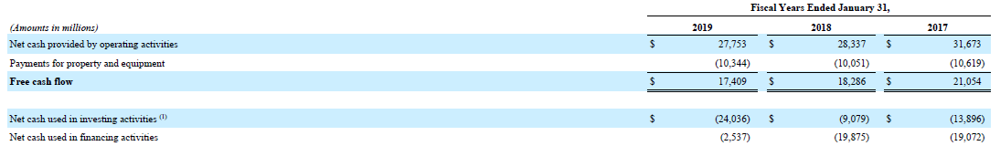 Fiscal Years Ended January 31,
(Amounts in millions) 2019 2018 2017
Net cash provided by operating activities $ 27,753 $ 28,337 $ 31,673
Payments for property and equipment (10,344) (10,051) (10,619)
Free cash flow $ 17,409 $ 18,286 $ 21,054
Net cash used in investing activities (1) $ (24,036) $ (9,079) $ (13,896)
Net cash used in financing activities (2,537) (19,875) (19,072)